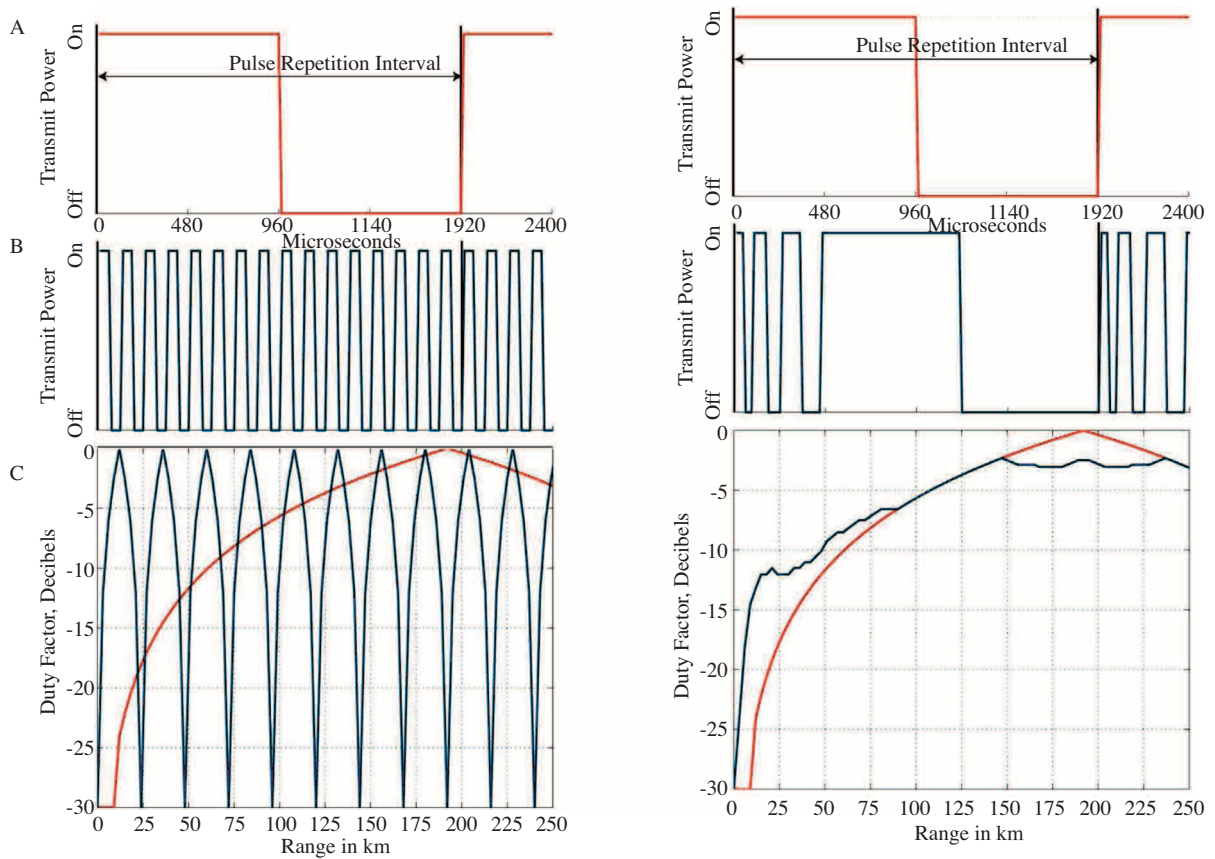 A
Transmit Power
On
Off
Pulse Repetition Interval
0 480 960 1140 1920 2400
Microseconds
B
Transmit Power
On
Off
C
Duty Factor, Decibels
0
-5
-10
-15
-20
-25
-30
0 25 50 75 100 125 150 175 200 225 250
Range in km
Transmit Power
On
Off
Pulse Repetition Interval
0 480 960 1140 1920 2400
Microseconds
Transmit Power
On
Off
Duty Factor, Decibels
0
-5
-10
-15
-20
-25
-30
0 25 50 75 100 125 150 175 200 225 250
Range in km